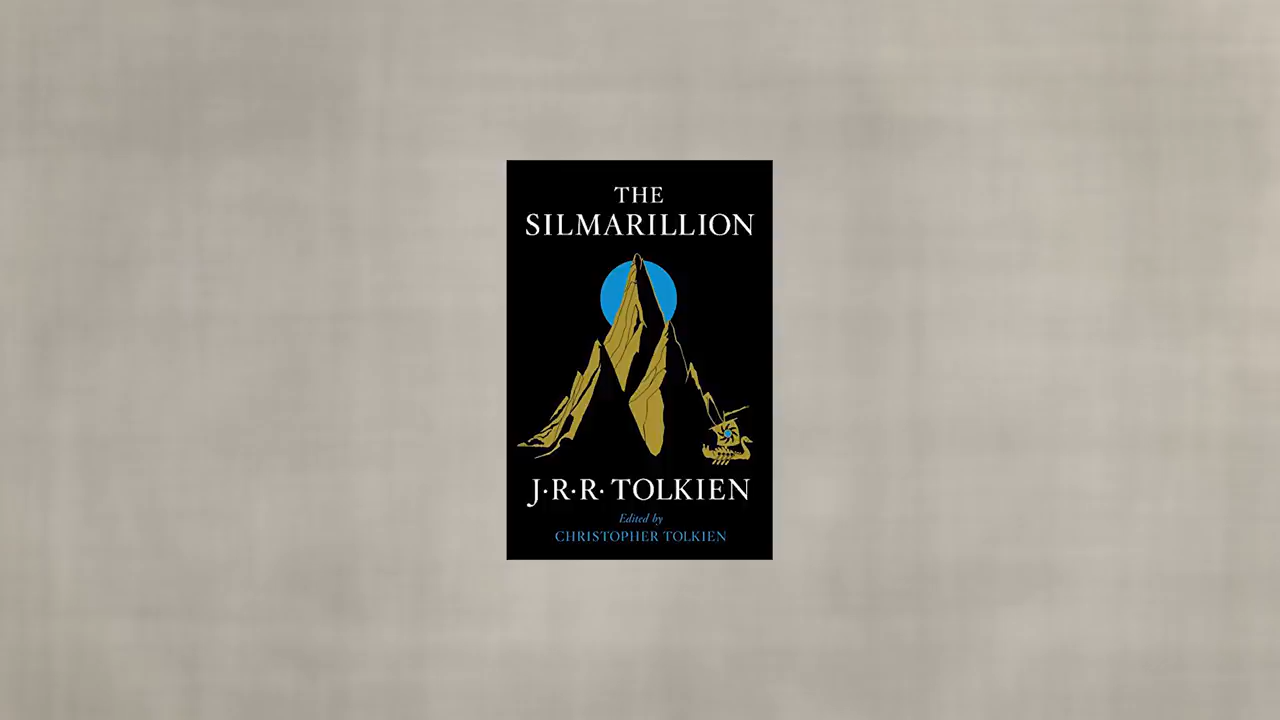 THE
SILMARILLION
J·R·R· TOLKIEN
Edited by
CHRISTOPHER TOLKIEN